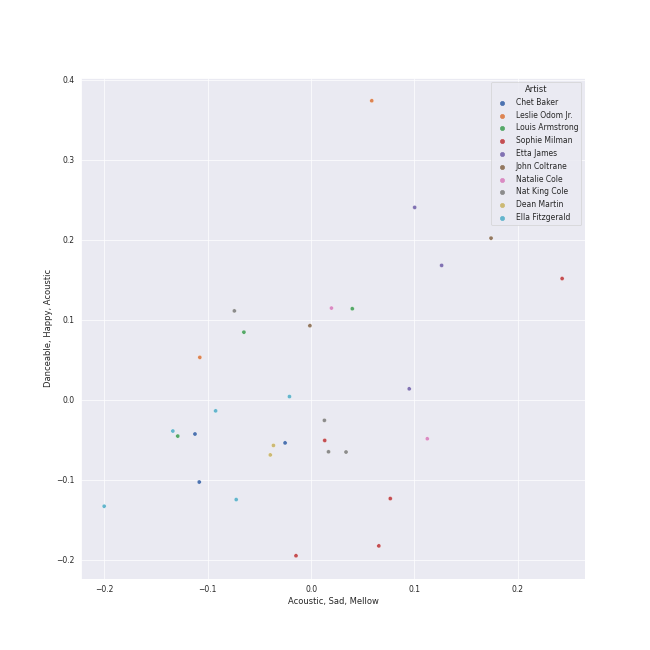 0.4
0.3
0.2
0.1
0.0
−0.1
−0.2
Danceable, Happy, Acoustic
Artist
Chet Baker
Leslie Odom Jr.
Louis Armstrong
Sophie Milman
Etta James
John Coltrane
Natalie Cole
Nat King Cole
Dean Martin
Ella Fitzgerald
−0.2 −0.1 0.0 0.1 0.2
Acoustic, Sad, Mellow